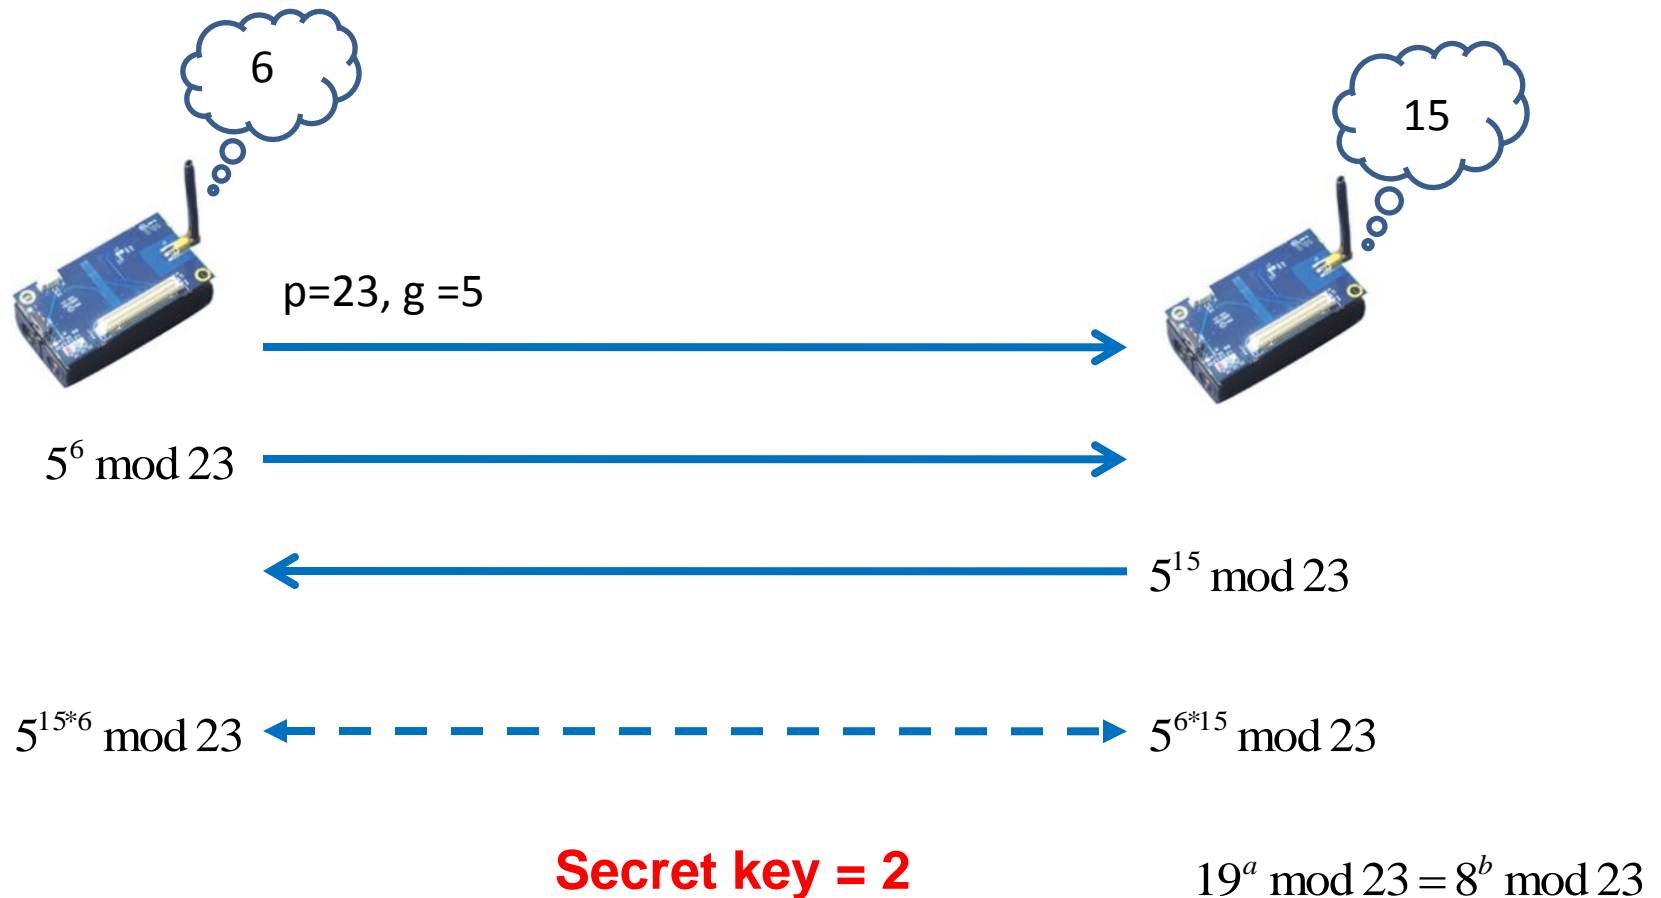 6
15
p=23, g =5
5^6 mod 23
5^15 mod 23
5^15*6 mod 23
5^6*15 mod 23
Secret key = 2
19^a mod 23 = 8^b mod 23